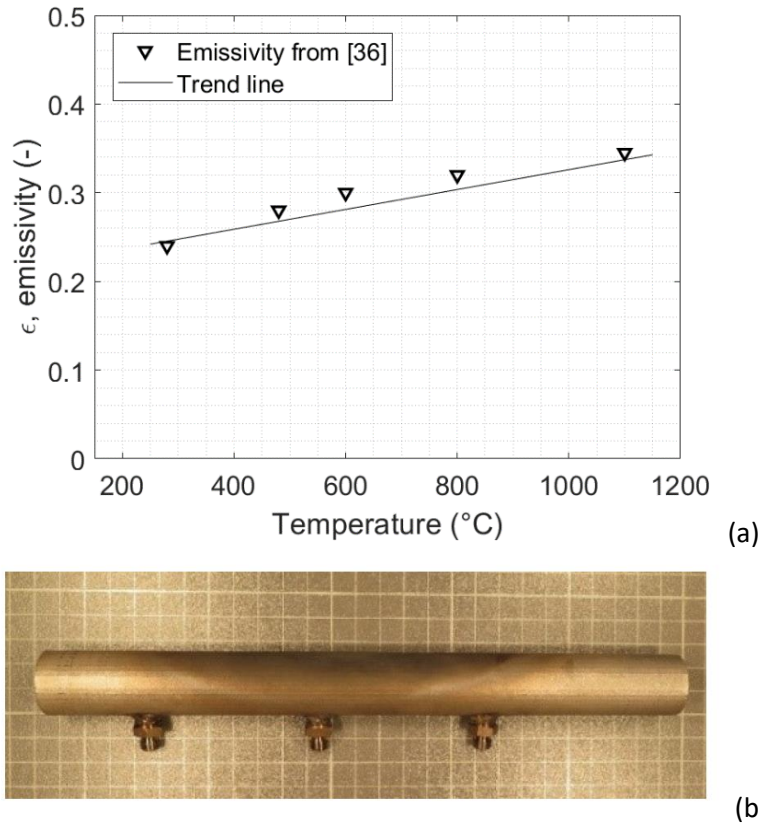 0.5
Emissivity from [36]
Trend line
0.4
0.3
0.2
0.1
0
ϵ, emissivity (-)
200 400 600 800 1000 1200
Temperature (°C)
(a)
(b